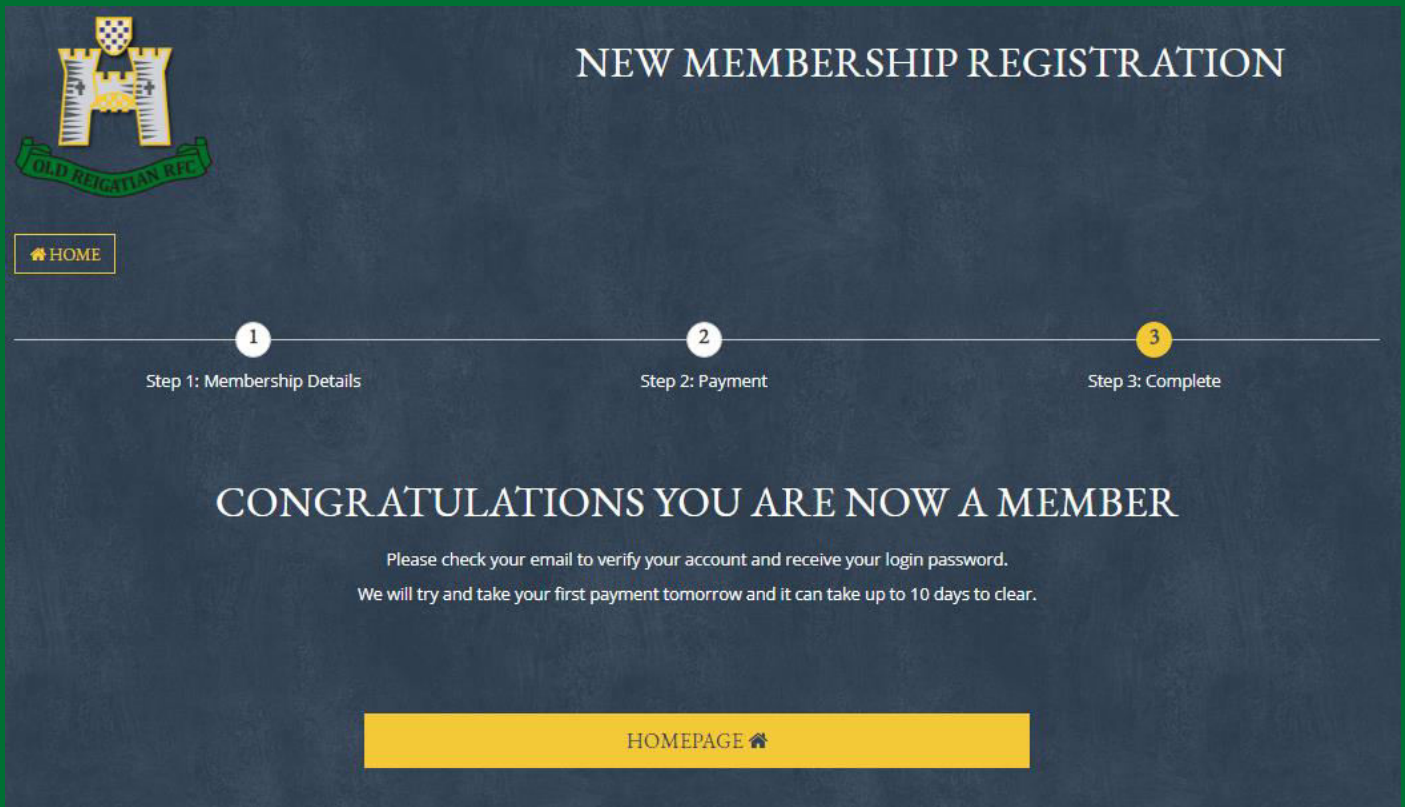 NEW MEMBERSHIP REGISTRATION
OLD REIGATIAN RFC
HOME
1
2
3
Step 1: Membership Details
Step 2: Payment
Step 3: Complete
CONGRATULATIONS YOU ARE NOW A MEMBER
Please check your email to verify your account and receive your login password.
We will try and take your first payment tomorrow and it can take up to 10 days to clear.
HOMEPAGE